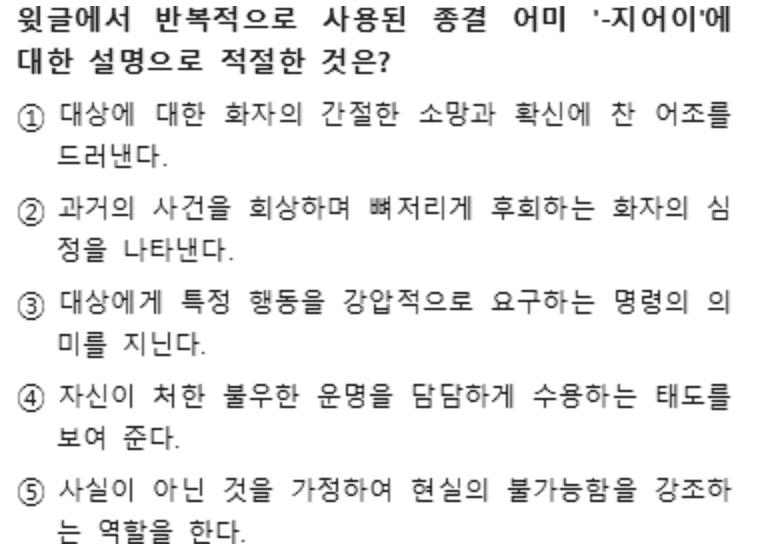 윗글에서 반복적으로 사용된 종결 어미 '-지어이'에
대한 설명으로 적절한 것은?
① 대상에 대한 화자의 간절한 소망과 확신에 찬 어조를
드러낸다.
② 과거의 사건을 회상하며 뼈저리게 후회하는 화자의 심
정을 나타낸다.
③ 대상에게 특정 행동을 강압적으로 요구하는 명령의 의
미를 지닌다.
④ 자신이 처한 불우한 운명을 담담하게 수용하는 태도를
보여 준다.
⑤ 사실이 아닌 것을 가정하여 현실의 불가능함을 강조하
는 역할을 한다.